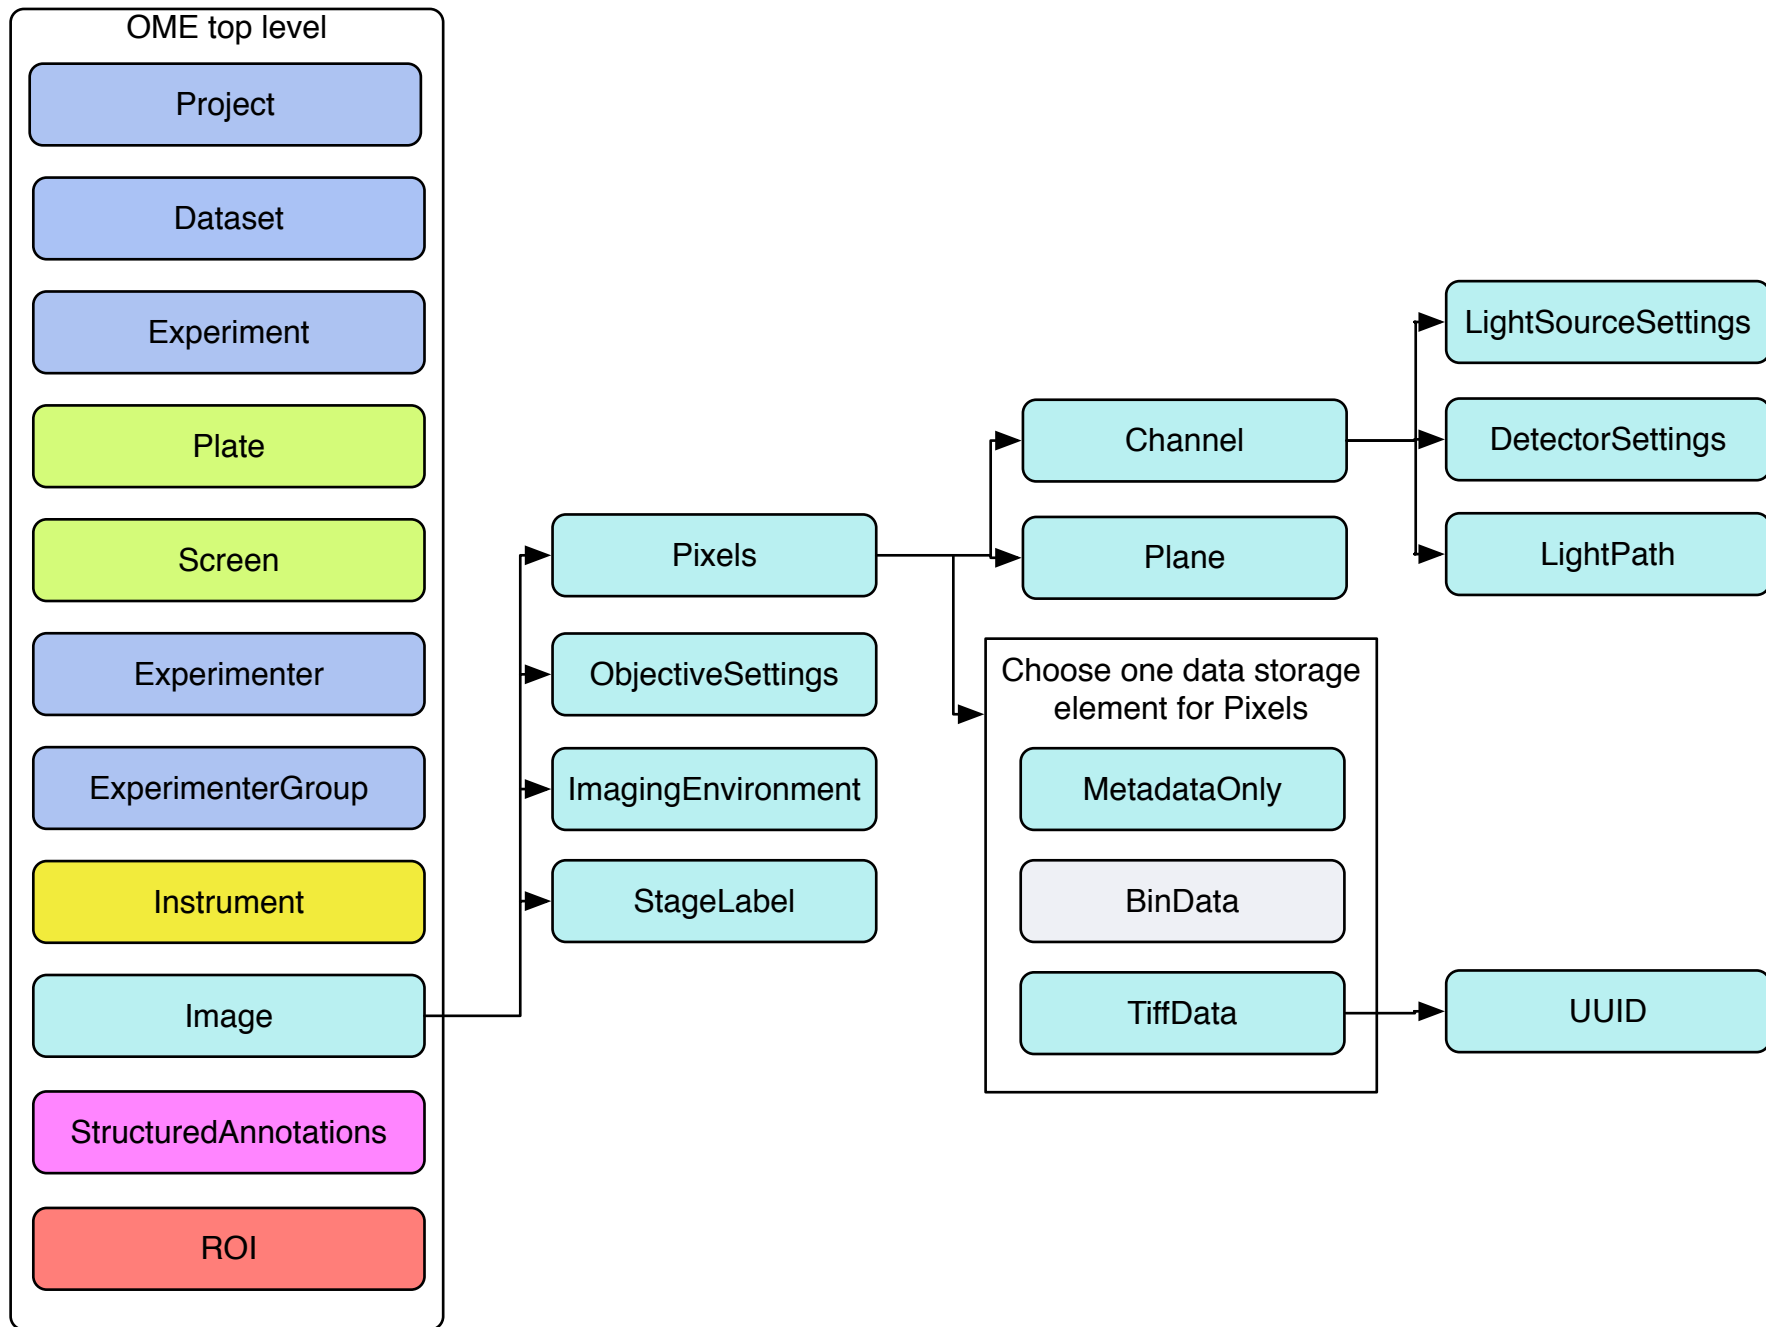 OME top level
Project
Dataset
Experiment
Plate
Screen
Experimenter
ExperimenterGroup
Instrument
Image
StructuredAnnotations
ROI
Pixels
ObjectiveSettings
ImagingEnvironment
StageLabel
Channel
Plane
Choose one data storage
element for Pixels
MetadataOnly
BinData
TiffData
LightSourceSettings
DetectorSettings
LightPath
UUID